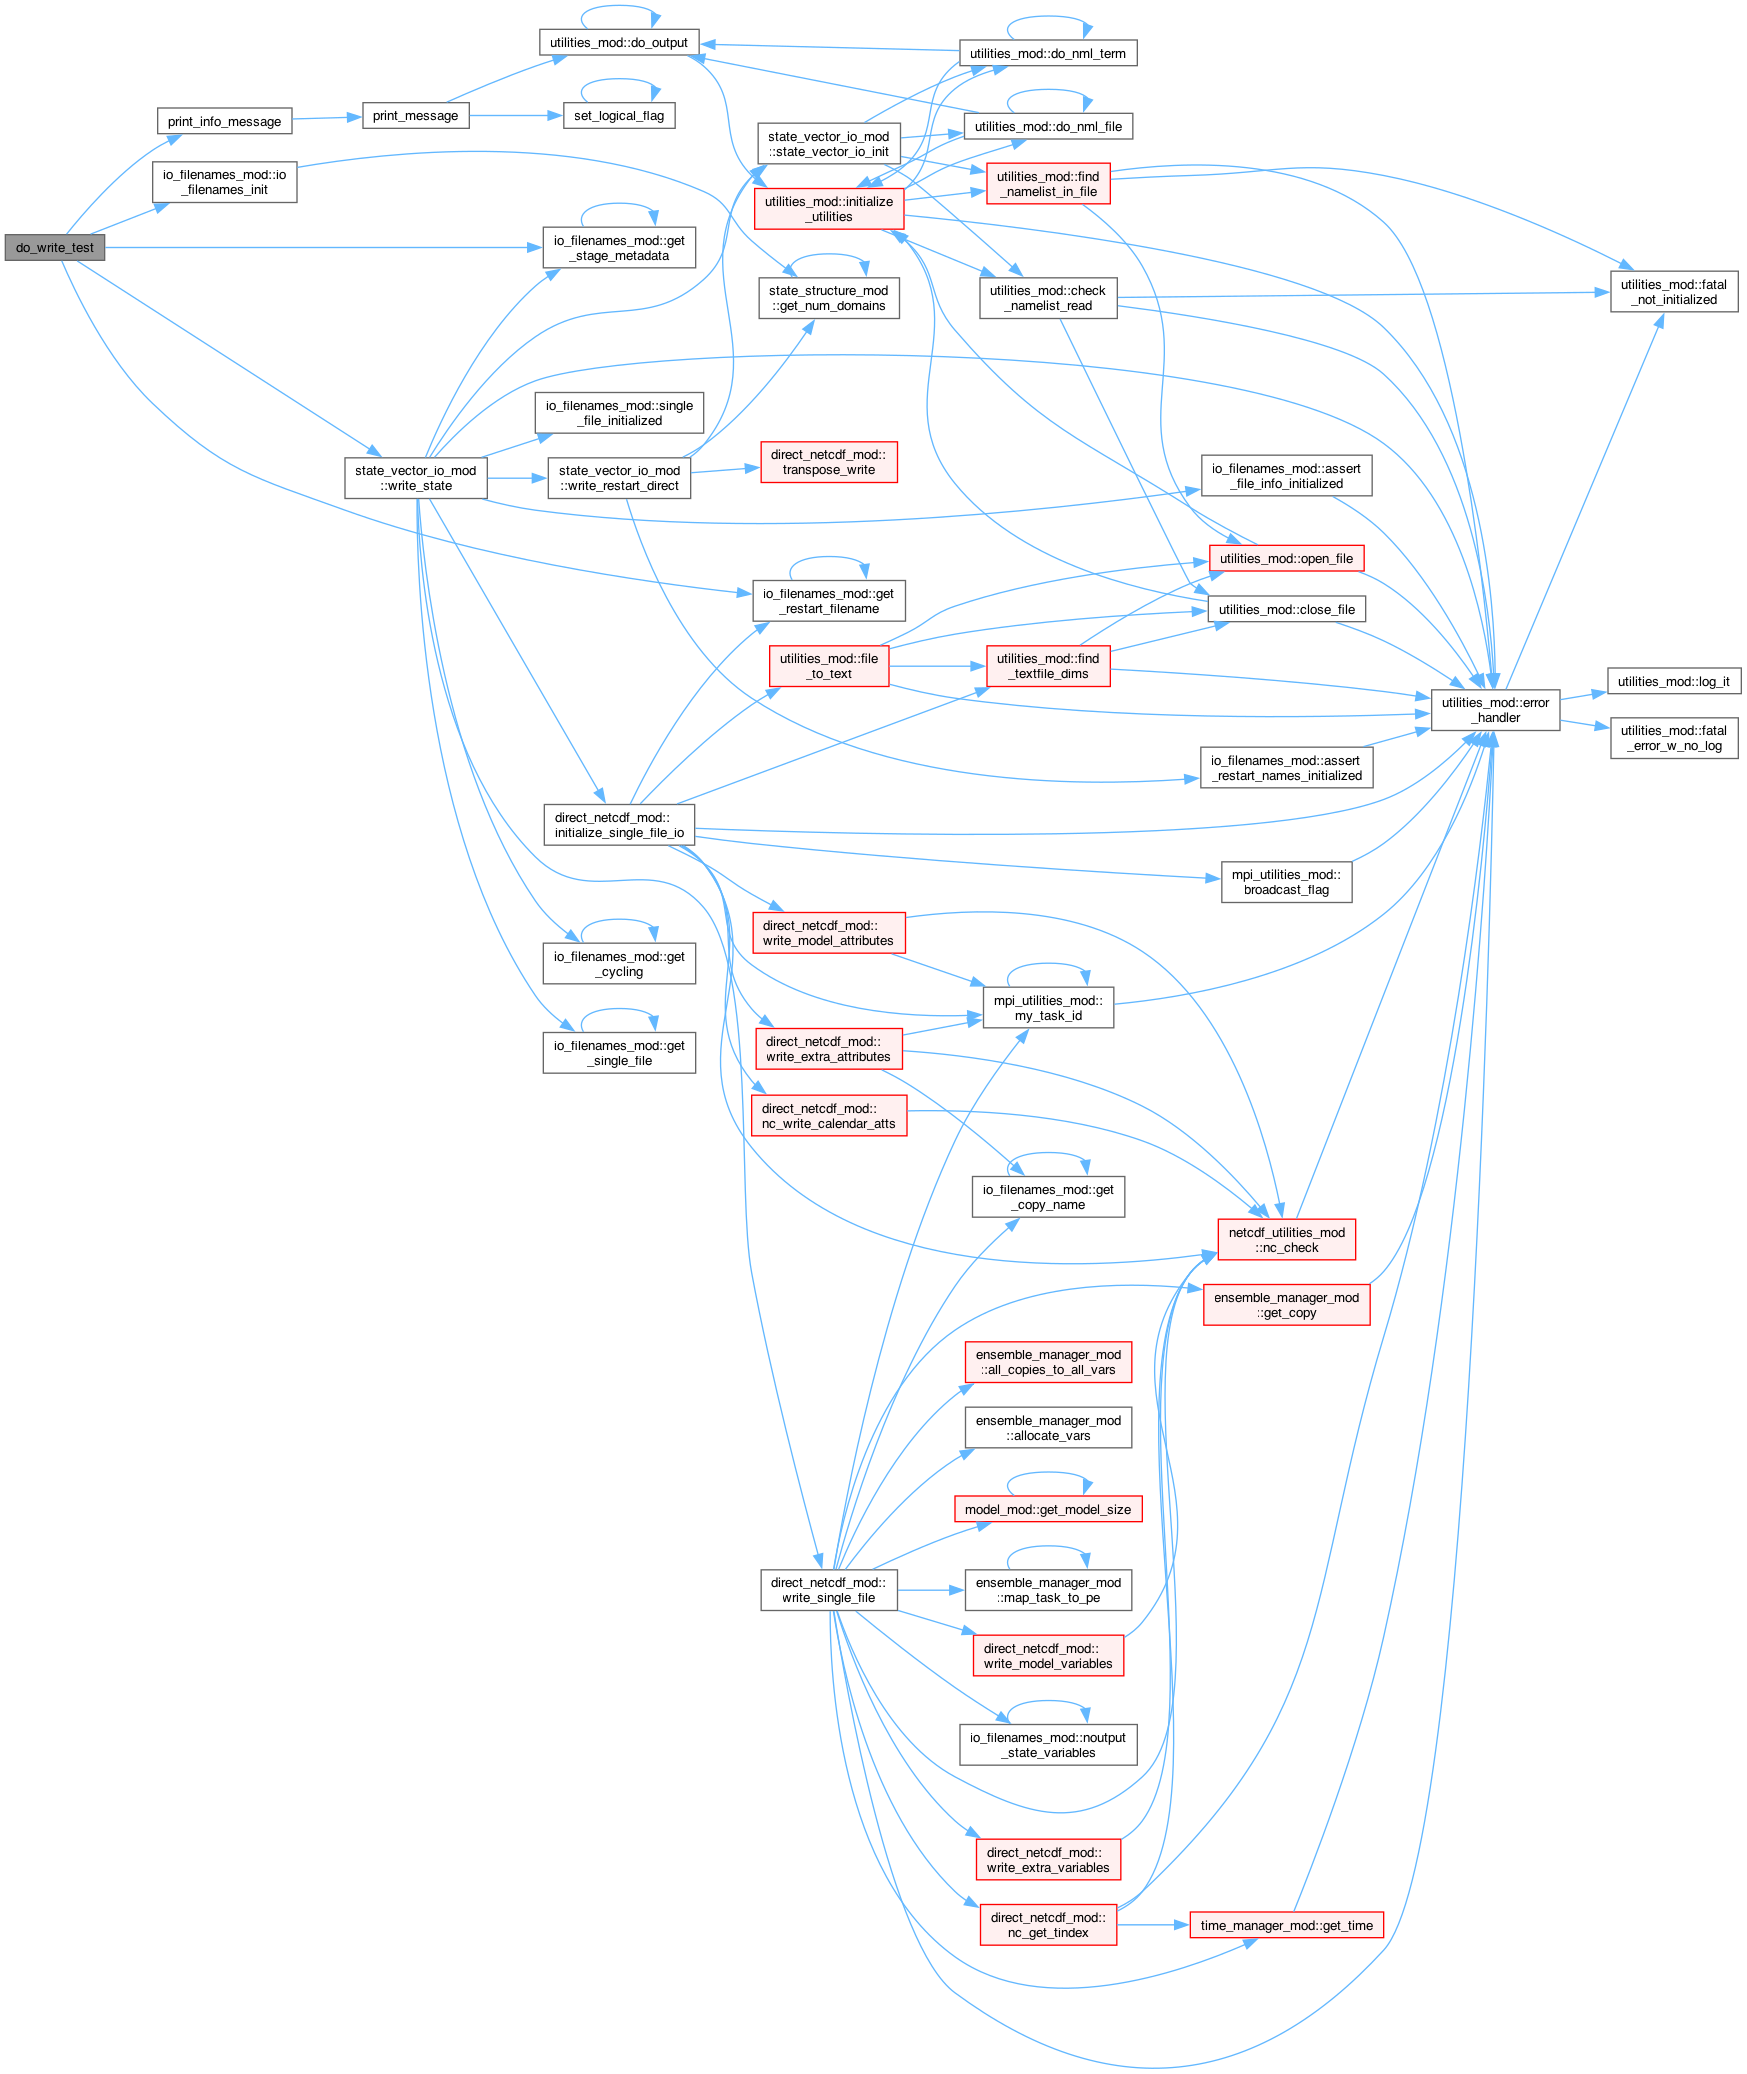 do_write_test
print_info_message
io_filenames_mod::io
_filenames_init
print_message
state_vector_io_mod
::write_state
utilities_mod::do_output
set_logical_flag
io_filenames_mod::get
_stage_metadata
io_filenames_mod::single
_file_initialized
state_vector_io_mod
::write_restart_direct
direct_netcdf_mod::
initialize_single_file_io
io_filenames_mod::get
_cycling
io_filenames_mod::get
_single_file
state_vector_io_mod
::state_vector_io_init
utilities_mod::initialize
_utilities
state_structure_mod
::get_num_domains
direct_netcdf_mod::
transpose_write
io_filenames_mod::get
_restart_filename
utilities_mod::file
_to_text
direct_netcdf_mod::
write_model_attributes
direct_netcdf_mod::
write_extra_attributes
direct_netcdf_mod::
nc_write_calendar_atts
direct_netcdf_mod::
write_single_file
utilities_mod::do_nml_term
utilities_mod::do_nml_file
utilities_mod::find
_namelist_in_file
utilities_mod::check
_namelist_read
utilities_mod::find
_textfile_dims
mpi_utilities_mod::
my_task_id
io_filenames_mod::get
_copy_name
ensemble_manager_mod
::all_copies_to_all_vars
ensemble_manager_mod
::allocate_vars
model_mod::get_model_size
ensemble_manager_mod
::map_task_to_pe
direct_netcdf_mod::
write_model_variables
io_filenames_mod::noutput
_state_variables
direct_netcdf_mod::
write_extra_variables
direct_netcdf_mod::
nc_get_tindex
io_filenames_mod::assert
_file_info_initialized
utilities_mod::open_file
utilities_mod::close_file
io_filenames_mod::assert
_restart_names_initialized
mpi_utilities_mod::
broadcast_flag
netcdf_utilities_mod
::nc_check
ensemble_manager_mod
::get_copy
time_manager_mod::get_time
utilities_mod::error
_handler
utilities_mod::fatal
_not_initialized
utilities_mod::log_it
utilities_mod::fatal
_error_w_no_log